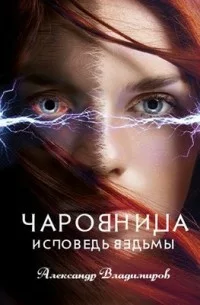 ЧАРОВНИЦА
ИСПОВЕДЬ ВЕДЬМЫ
Александр Владимиров